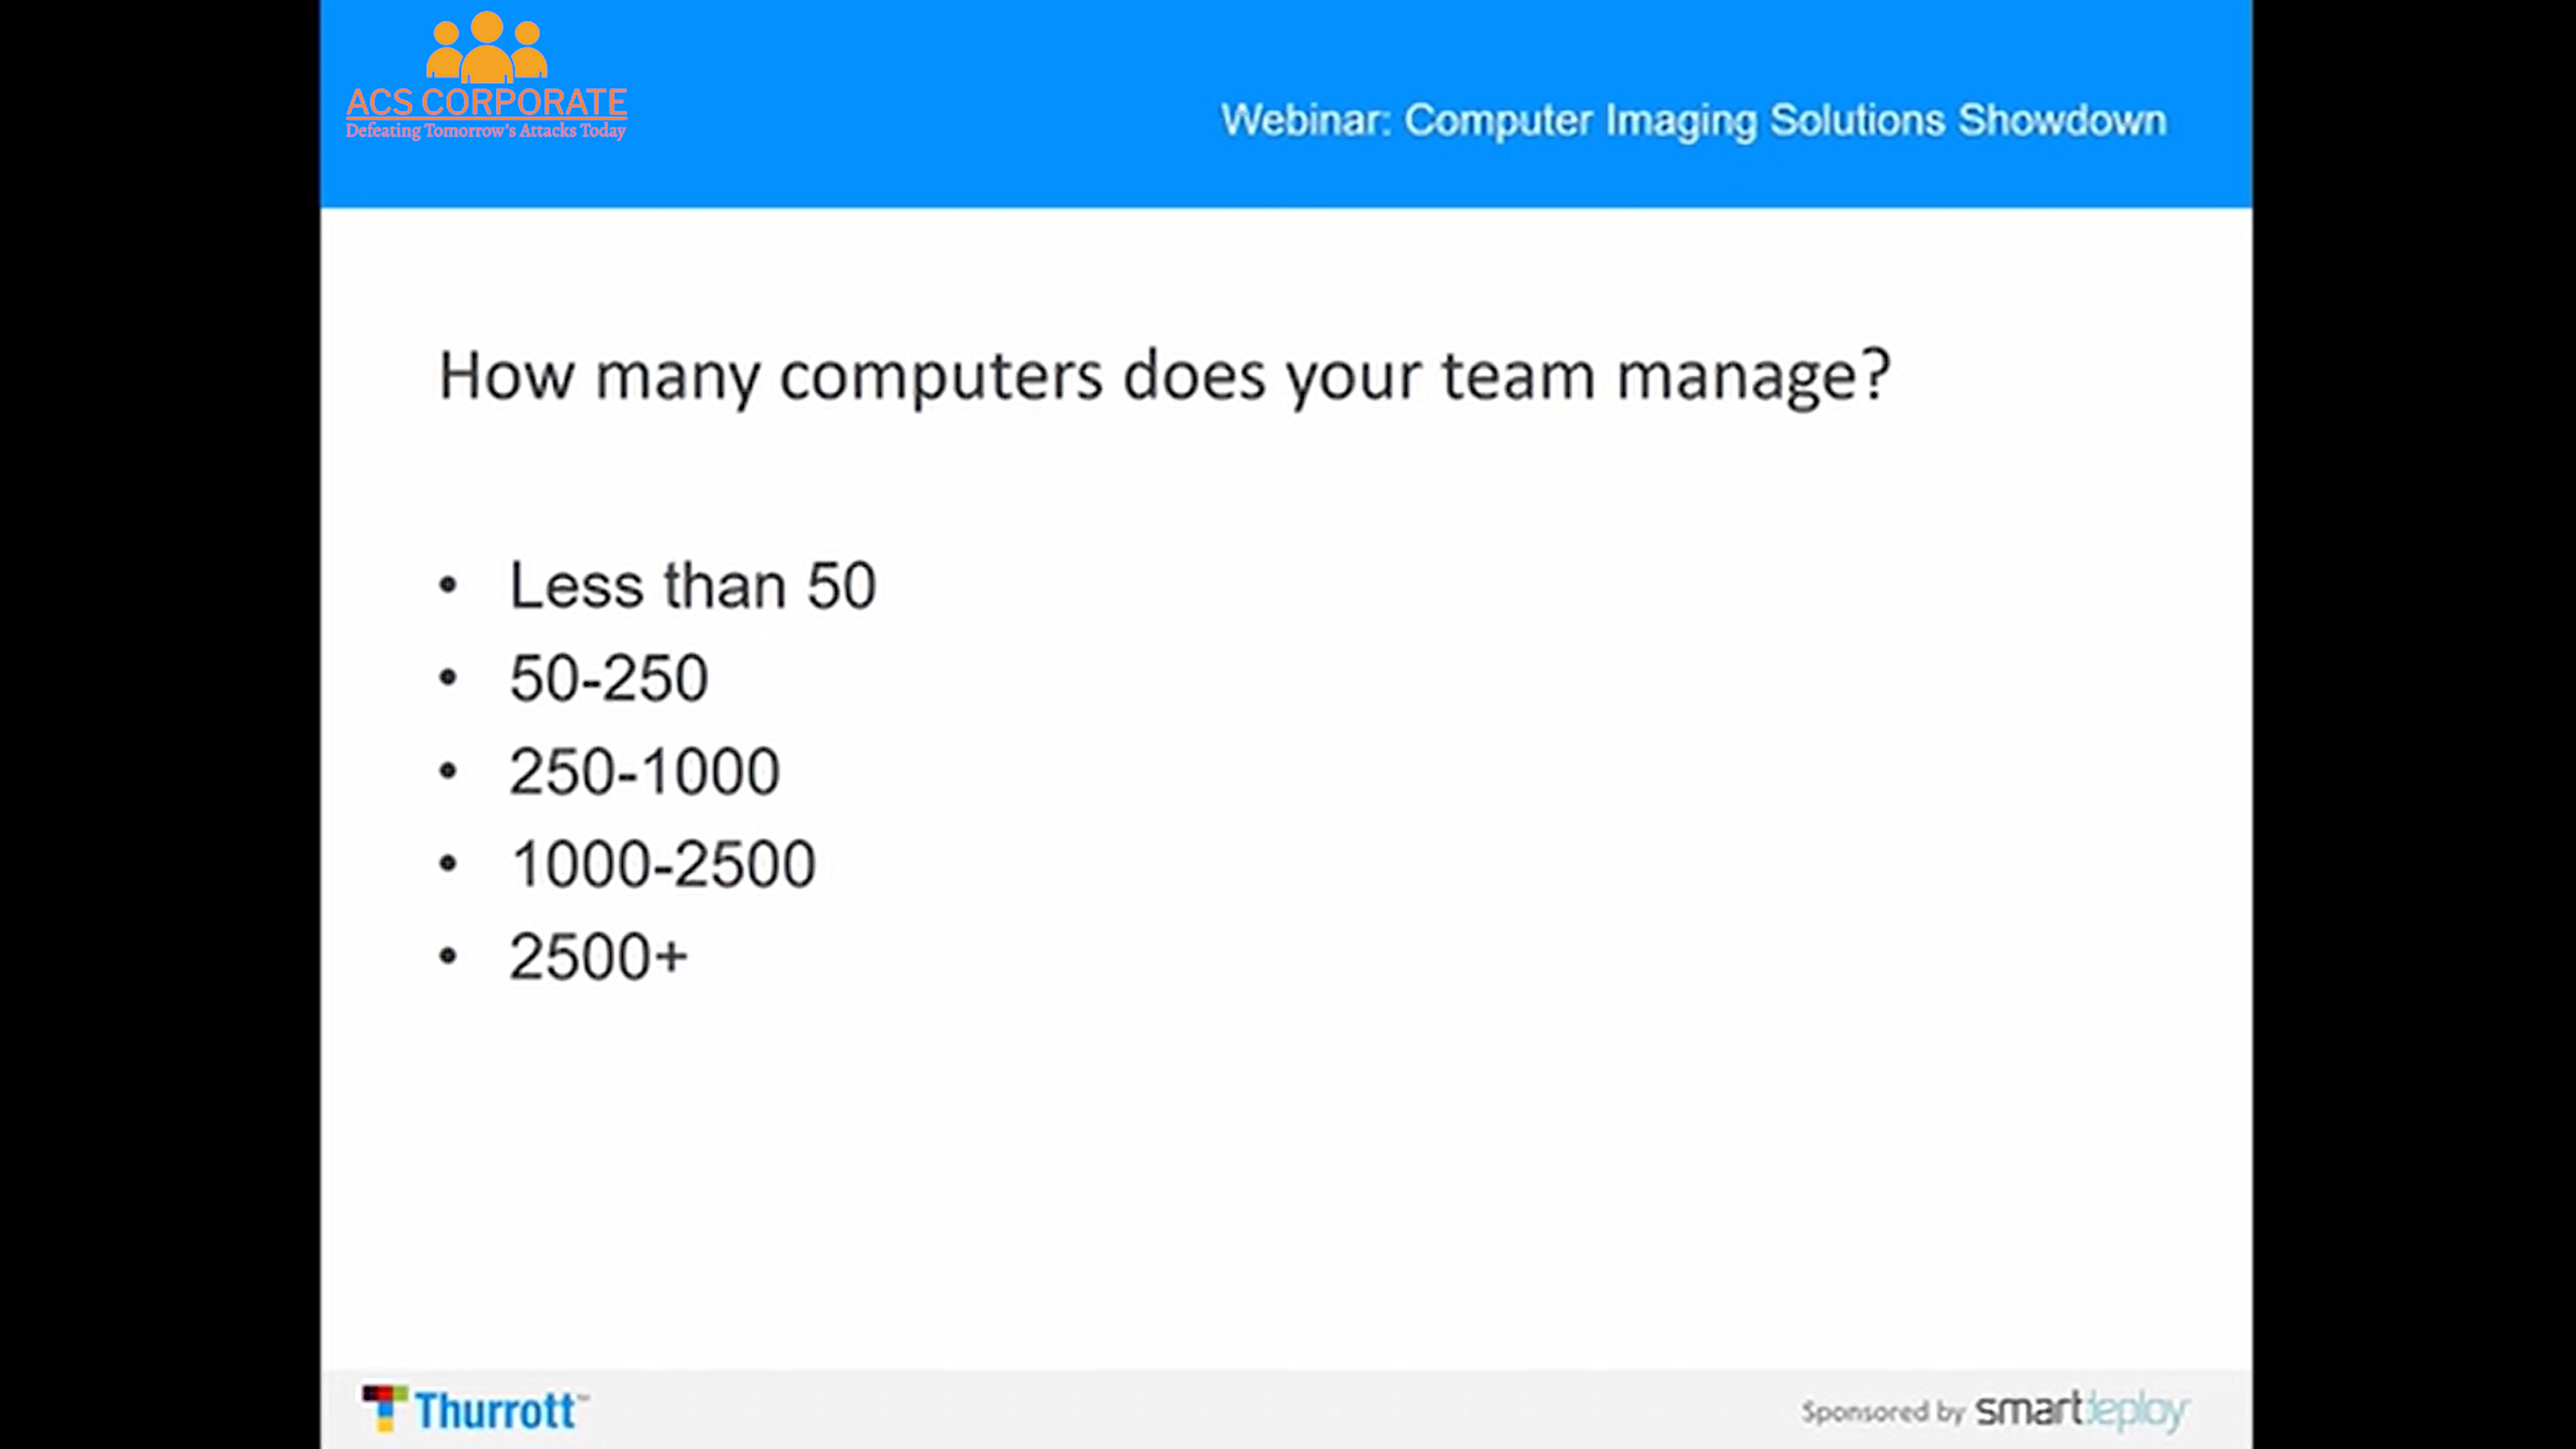 ACS CORPORATE
Defeating Tomorrow's Attacks Today
Webinar: Computer Imaging Solutions Showdown
How many computers does your team manage?
• Less than 50
• 50-250
• 250-1000
• 1000-2500
• 2500+
Thurrott™
Sponsored by smartdeploy